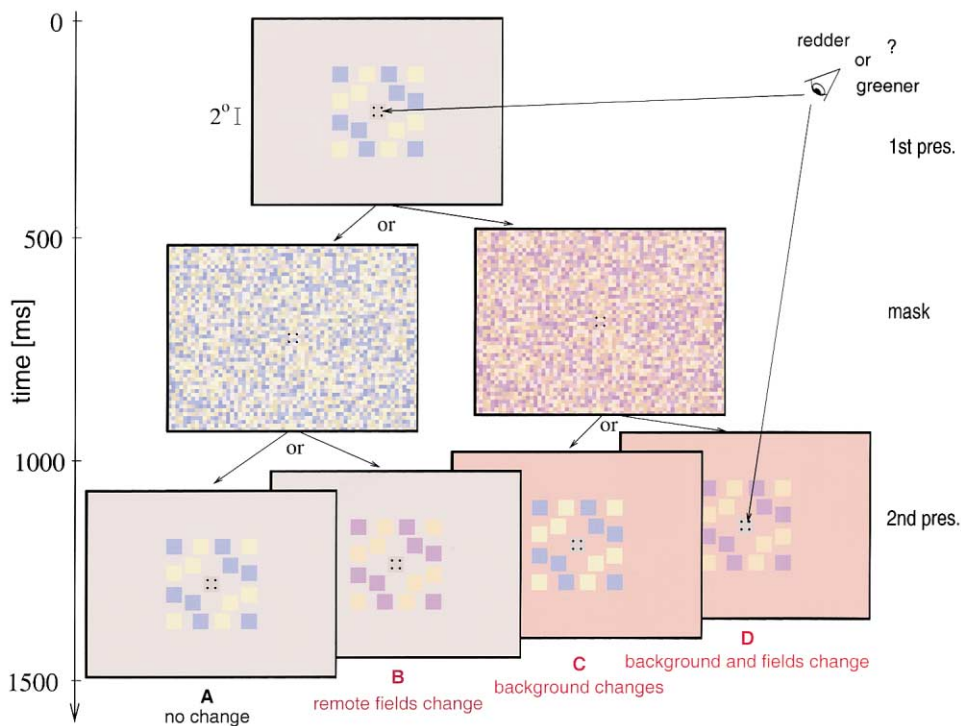 0
redder
or
?
greener
2° I
1st pres.
or
500
time [ms]
mask
or
or
1000
2nd pres.
A
no change
B
remote fields change
C
background changes
D
background and fields change
1500